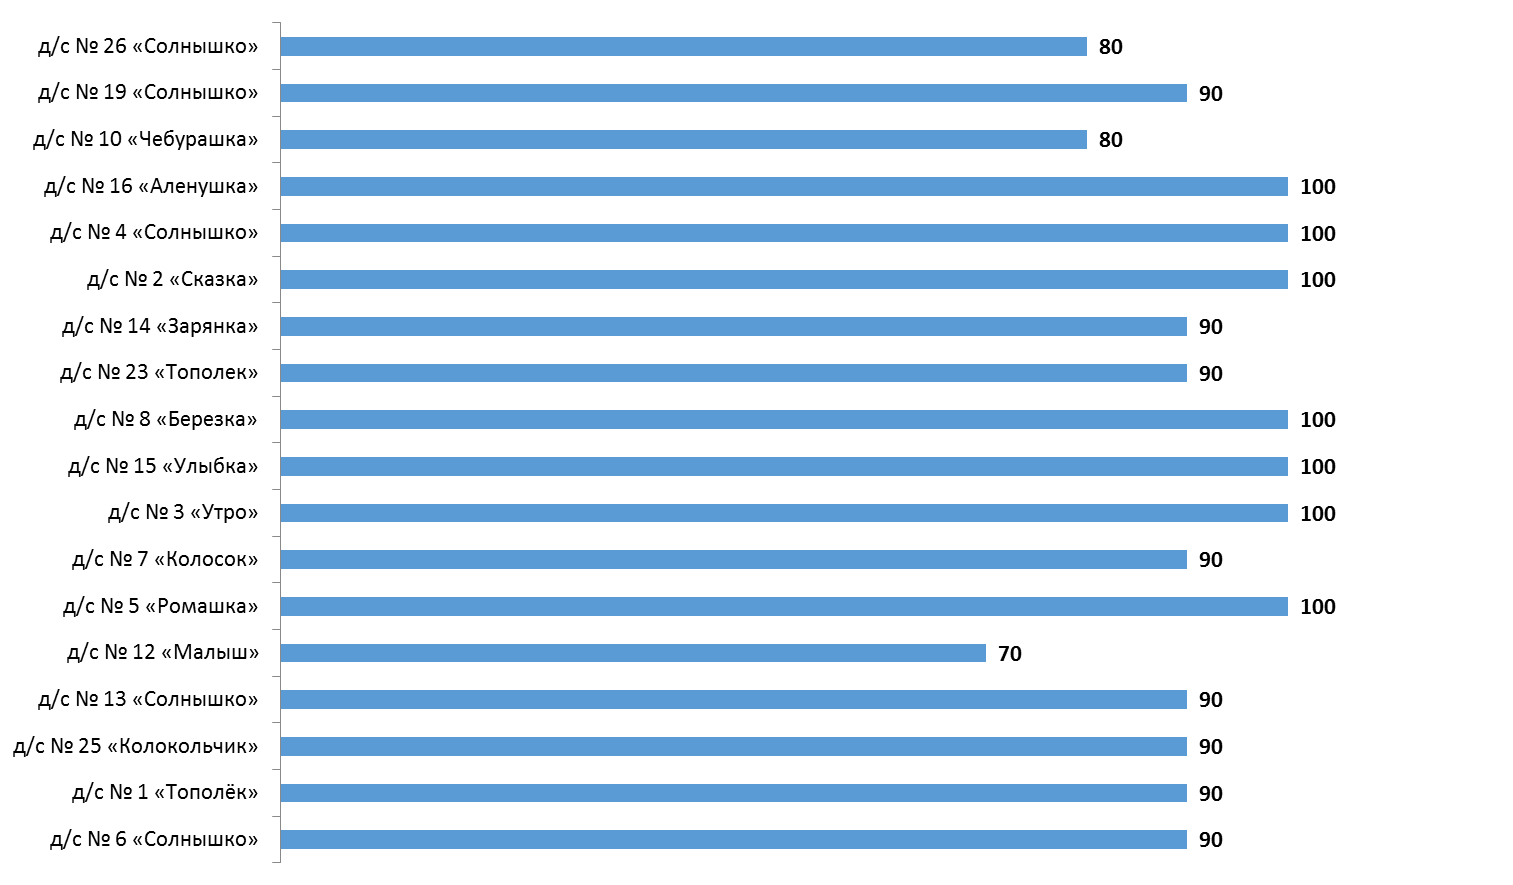 д/с № 26 «Солнышко» 80
д/с № 19 «Солнышко» 90
д/с № 10 «Чебурашка» 80
д/с № 16 «Аленушка» 100
д/с № 4 «Солнышко» 100
д/с № 2 «Сказка» 100
д/с № 14 «Зарянка» 90
д/с № 23 «Тополек» 90
д/с № 8 «Березка» 100
д/с № 15 «Улыбка» 100
д/с № 3 «Утро» 100
д/с № 7 «Колосок» 90
д/с № 5 «Ромашка» 100
д/с № 12 «Малыш» 70
д/с № 13 «Солнышко» 90
д/с № 25 «Колокольчик» 90
д/с № 1 «Тополёк» 90
д/с № 6 «Солнышко» 90